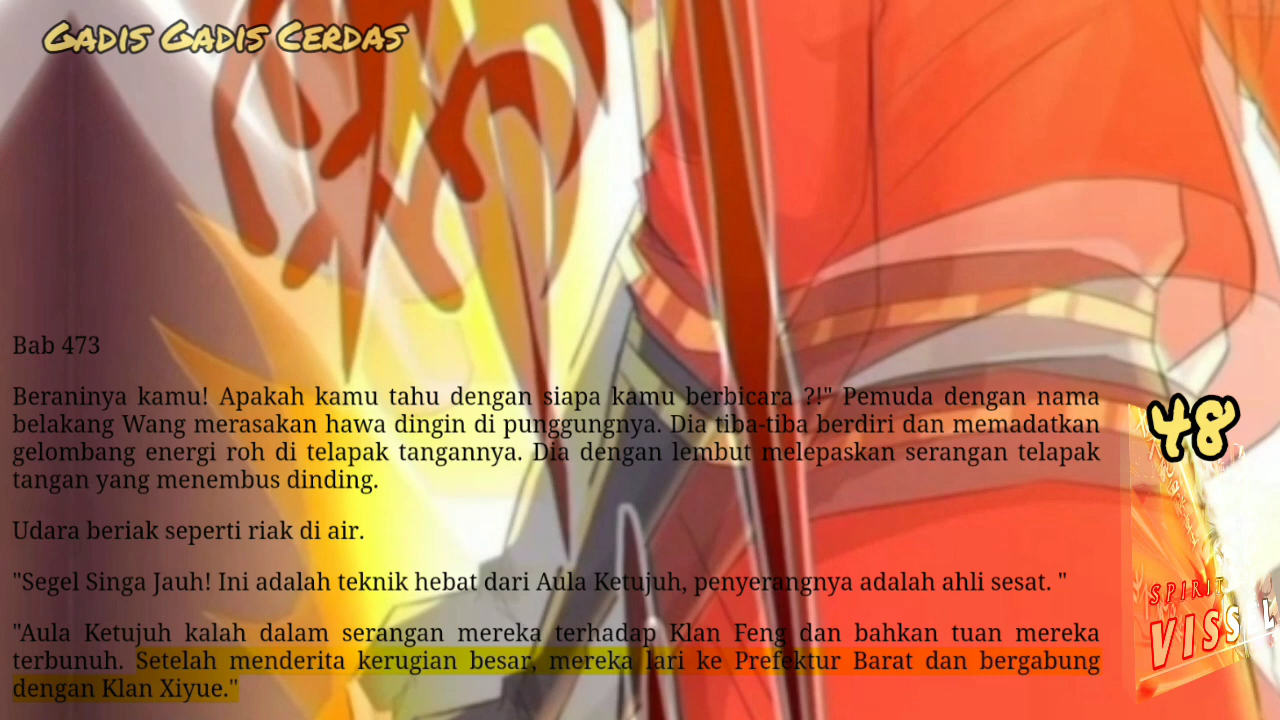 Gadis Gadis Cerdas
Bab 473
Beraninya kamu! Apakah kamu tahu dengan siapa kamu berbicara ?!" Pemuda dengan nama
belakang Wang merasakan hawa dingin di punggungnya. Dia tiba-tiba berdiri dan memadatkan
gelombang energi roh di telapak tangannya. Dia dengan lembut melepaskan serangan telapak
tangan yang menembus dinding.
Udara beriak seperti riak di air.
"Segel Singa Jauh! Ini adalah teknik hebat dari Aula Ketujuh, penyerangnya adalah ahli sesat. "
"Aula Ketujuh kalah dalam serangan mereka terhadap Klan Feng dan bahkan tuan mereka
terbunuh. Setelah menderita kerugian besar, mereka lari ke Prefektur Barat dan bergabung
dengan Klan Xiyue."
48
SPIRIT
VISSEL